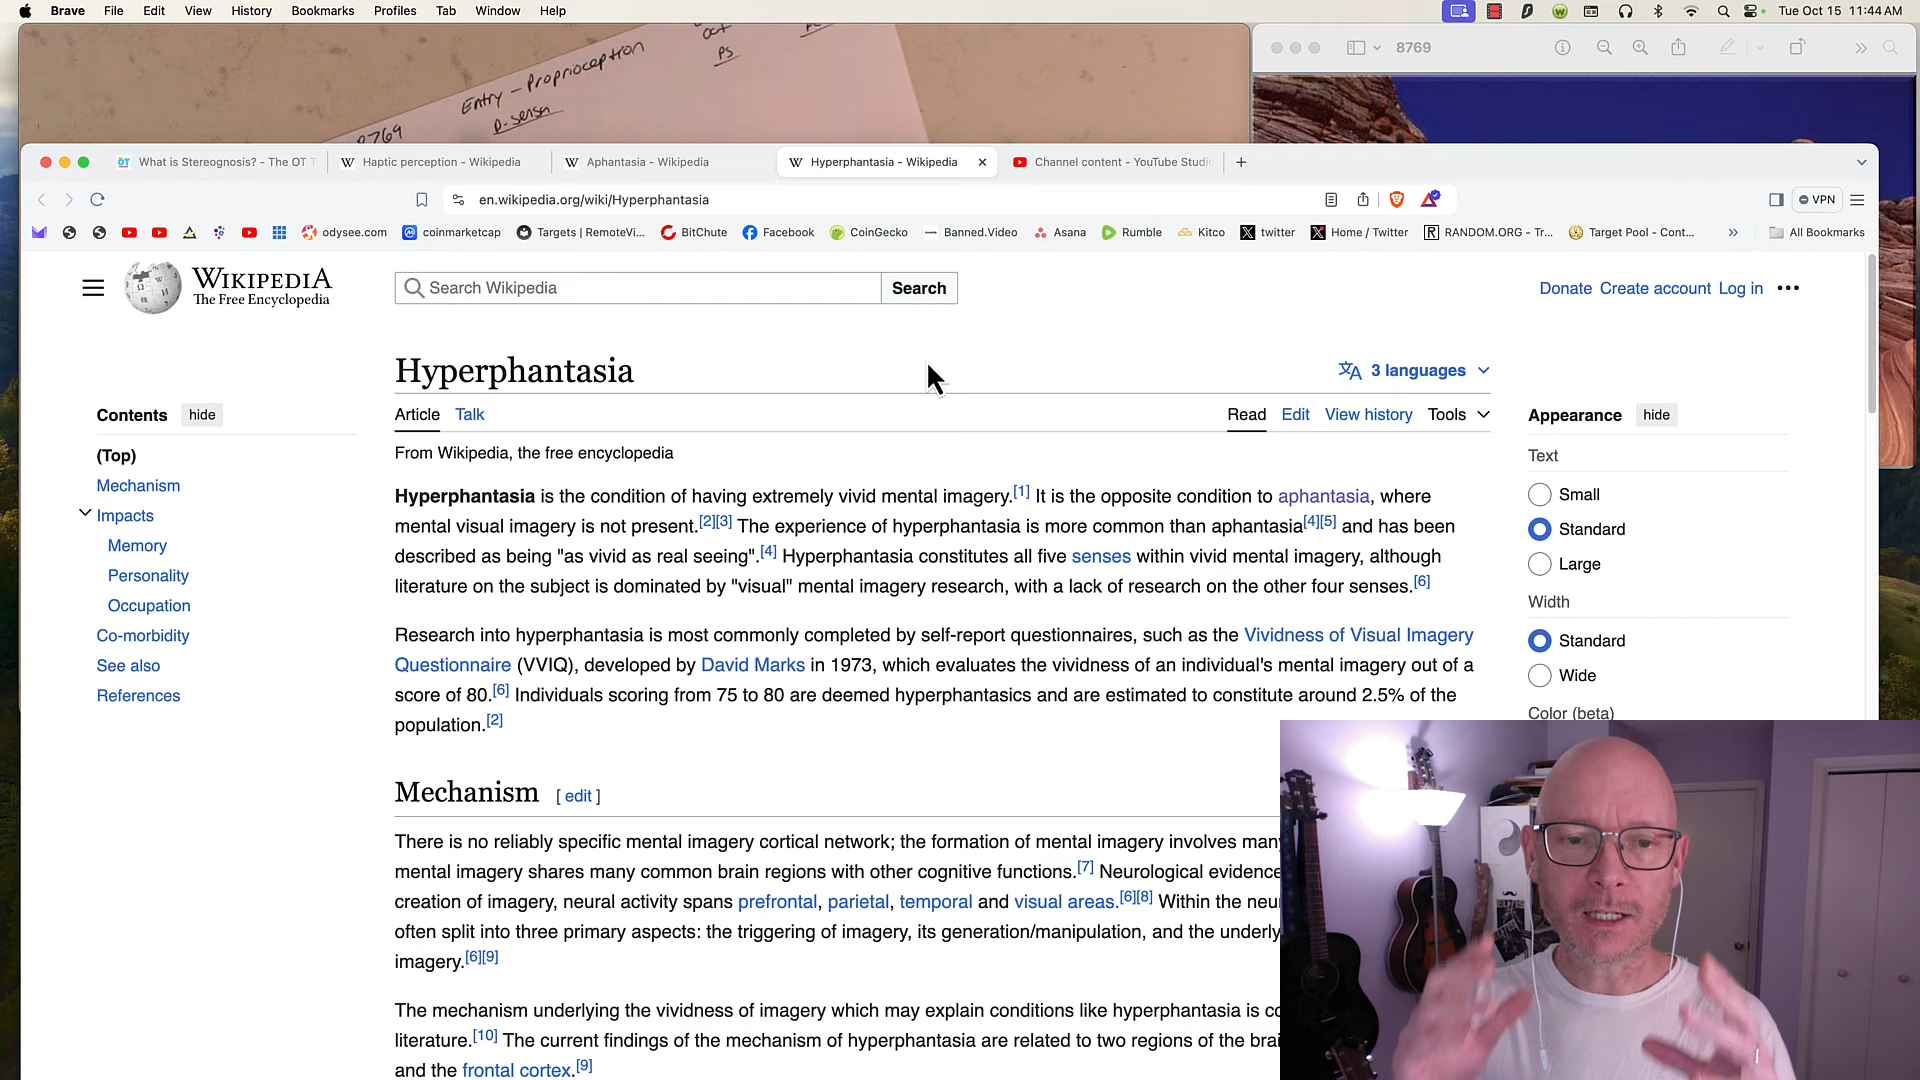 Brave File Edit View History Bookmarks Profiles Tab Window Help
Tue Oct 15 11:44 AM
Entry - Proprioception
PS
8769
8769
What is Stereognosis? - The OT T
Haptic perception - Wikipedia
Aphantasia - Wikipedia
Hyperphantasia - Wikipedia
Channel content - YouTube Studio
en.wikipedia.org/wiki/Hyperphantasia
VPN
odysee.com
coinmarketcap
Targets | RemoteVi...
BitChute
Facebook
CoinGecko
Banned.Video
Asana
Rumble
Kitco
twitter
Home / Twitter
RANDOM.ORG - Tr...
Target Pool - Cont...
All Bookmarks
WIKIPEDIA
The Free Encyclopedia
Search Wikipedia
Search
Donate Create account Log in
Hyperphantasia
3 languages
Contents hide
(Top)
Mechanism
Impacts
Memory
Personality
Occupation
Co-morbidity
See also
References
Article Talk
Read Edit View history Tools
From Wikipedia, the free encyclopedia
Hyperphantasia is the condition of having extremely vivid mental imagery.[1] It is the opposite condition to aphantasia, where
mental visual imagery is not present.[2][3] The experience of hyperphantasia is more common than aphantasia[4][5] and has been
described as being "as vivid as real seeing".[4] Hyperphantasia constitutes all five senses within vivid mental imagery, although
literature on the subject is dominated by "visual" mental imagery research, with a lack of research on the other four senses.[6]
Research into hyperphantasia is most commonly completed by self-report questionnaires, such as the Vividness of Visual Imagery
Questionnaire (VVIQ), developed by David Marks in 1973, which evaluates the vividness of an individual's mental imagery out of a
score of 80.[6] Individuals scoring from 75 to 80 are deemed hyperphantasics and are estimated to constitute around 2.5% of the
population.[2]
Mechanism [ edit ]
There is no reliably specific mental imagery cortical network; the formation of mental imagery involves many
mental imagery shares many common brain regions with other cognitive functions.[7] Neurological evidence
creation of imagery, neural activity spans prefrontal, parietal, temporal and visual areas.[6][8] Within the neu
often split into three primary aspects: the triggering of imagery, its generation/manipulation, and the underly
imagery.[6][9]
The mechanism underlying the vividness of imagery which may explain conditions like hyperphantasia is co
literature.[10] The current findings of the mechanism of hyperphantasia are related to two regions of the brai
and the frontal cortex.[9]
Appearance hide
Text
Small
Standard
Large
Width
Standard
Wide
Color (beta)